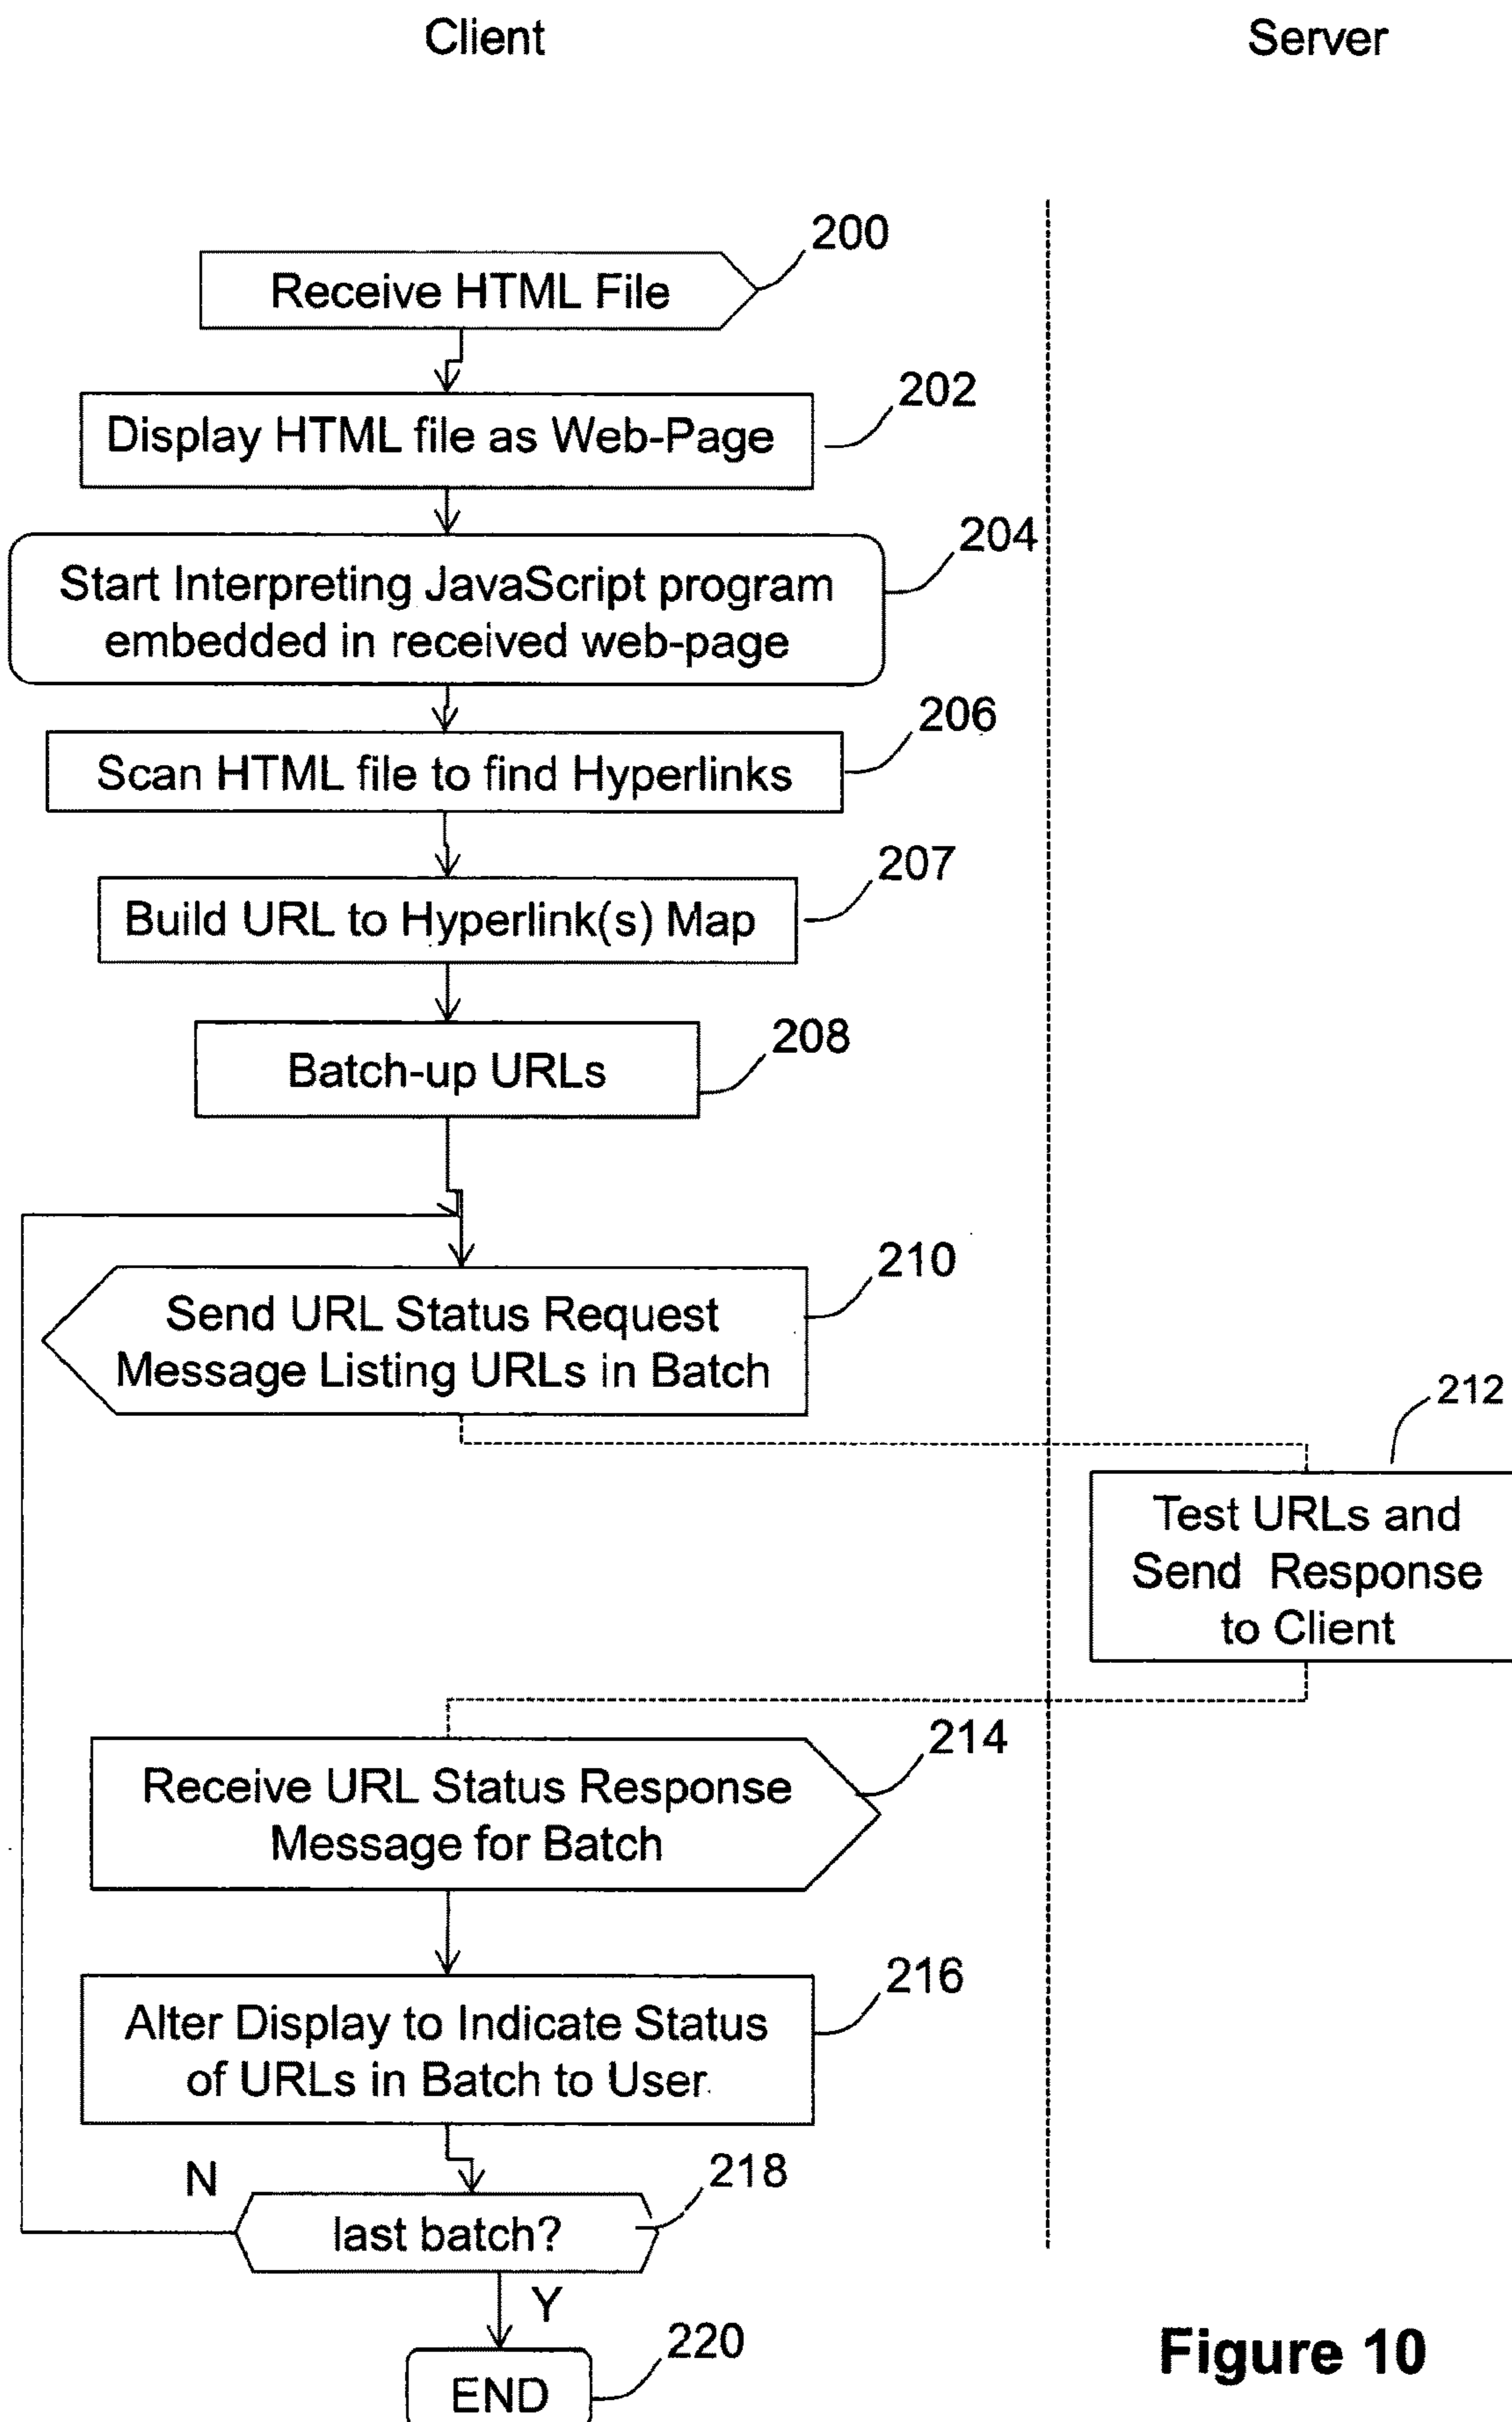 Client
Server
200
Receive HTML File
202
Display HTML file as Web-Page
204
Start Interpreting JavaScript program
embedded in received web-page
206
Scan HTML file to find Hyperlinks
207
Build URL to Hyperlink(s) Map
208
Batch-up URLs
210
Send URL Status Request
Message Listing URLs in Batch
212
Test URLs and
Send Response
to Client
214
Receive URL Status Response
Message for Batch
216
Alter Display to Indicate Status
of URLs in Batch to User
N
218
last batch?
Y
220
END
Figure 10